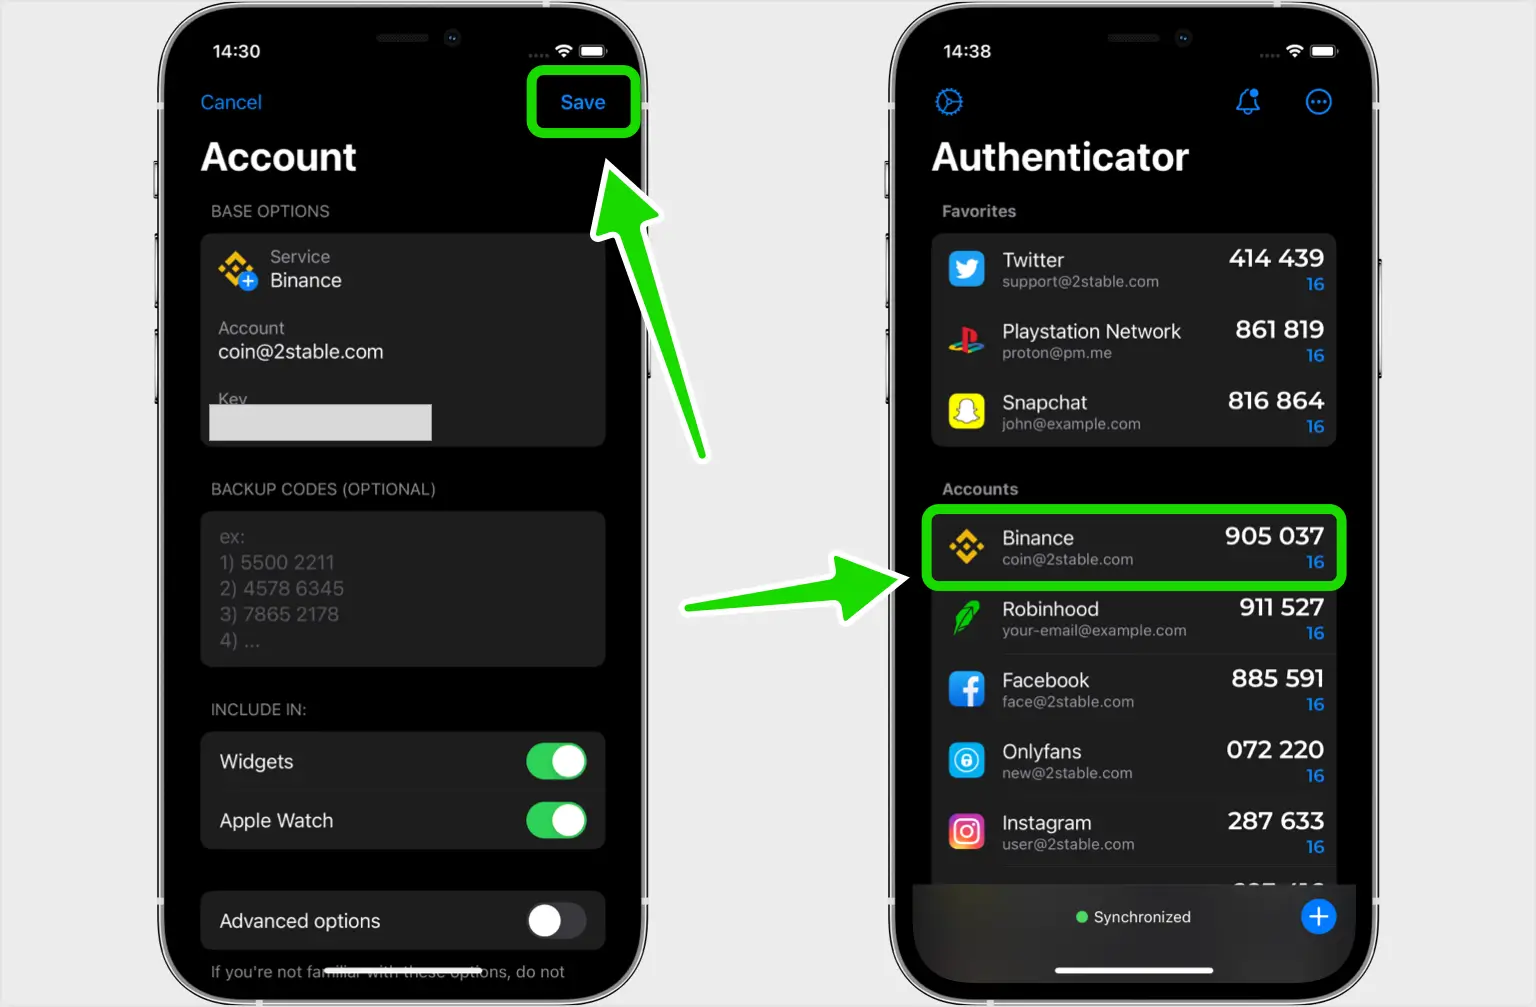 14:30
Cancel
Save
Account
BASE OPTIONS
Service
Binance
Account
coin@2stable.com
Key
BACKUP CODES (OPTIONAL)
ex:
1) 5500 2211
2) 4578 6345
3) 7865 2178
4) ...
INCLUDE IN:
Widgets
Apple Watch
Advanced options
If you're not familiar with these options, do not
14:38
Authenticator
Favorites
Twitter
414 439
support@2stable.com
16
Playstation Network
861 819
proton@pm.me
16
Snapchat
816 864
john@example.com
16
Accounts
Binance
905 037
coin@2stable.com
16
Robinhood
911 527
your-email@example.com
16
Facebook
885 591
face@2stable.com
16
Onlyfans
072 220
new@2stable.com
16
Instagram
287 633
user@2stable.com
16
Synchronized